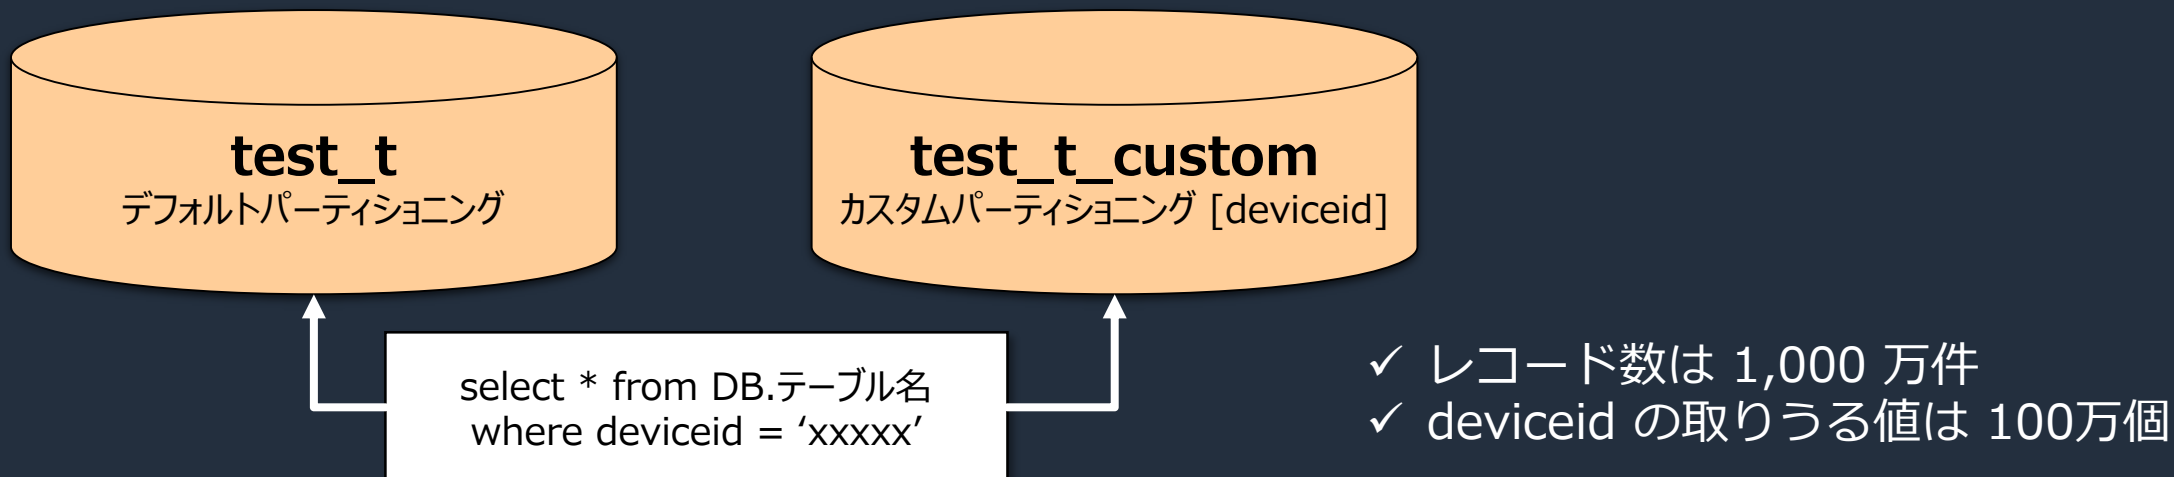 test_t
デフォルトパーティショニング
test_t_custom
カスタムパーティショニング [deviceid]
select * from DB.テーブル名
where deviceid = ‘xxxxx’
✓ レコード数は 1,000 万件
✓ deviceid の取りうる値は 100万個